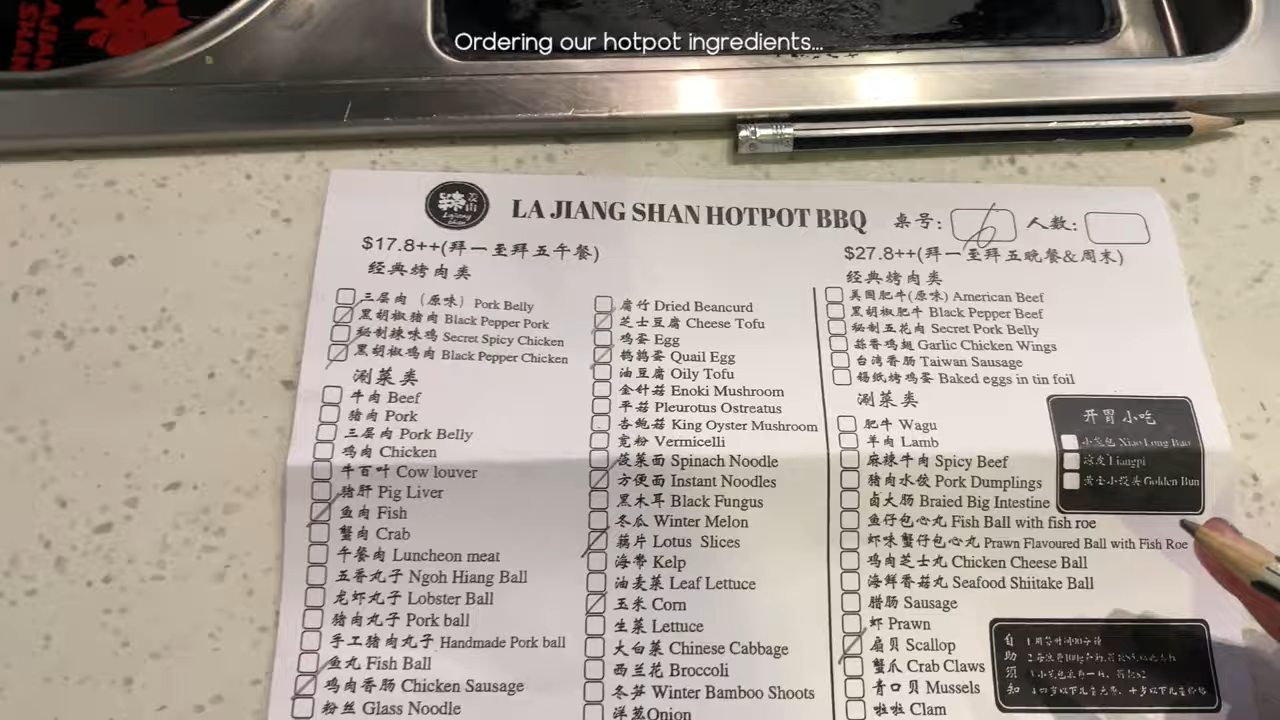 Ordering our hotpot ingredients...
LA JIANG SHAN HOTPOT BBQ
桌号: 6 人数:
$17.8++(拜一至拜五午餐)
经典烤肉类
三层肉 (原味) Pork Belly
黑胡椒猪肉 Black Pepper Pork
秘制辣味鸡 Secret Spicy Chicken
黑胡椒鸡肉 Black Pepper Chicken
涮菜类
牛肉 Beef
猪肉 Pork
三层肉 Pork Belly
鸡肉 Chicken
牛百叶 Cow louver
猪肝 Pig Liver
鱼肉 Fish
蟹肉 Crab
午餐肉 Luncheon meat
五香丸子 Ngoh Hiang Ball
龙虾丸子 Lobster Ball
猪肉丸子 Pork ball
手工猪肉丸子 Handmade Pork ball
鱼丸 Fish Ball
鸡肉香肠 Chicken Sausage
粉丝 Glass Noodle
腐竹 Dried Beancurd
芝士豆腐 Cheese Tofu
鸡蛋 Egg
鹌鹑蛋 Quail Egg
油豆腐 Oily Tofu
金针菇 Enoki Mushroom
平菇 Pleurotus Ostreatus
杏鲍菇 King Oyster Mushroom
宽粉 Vermicelli
菠菜面 Spinach Noodle
方便面 Instant Noodles
黑木耳 Black Fungus
冬瓜 Winter Melon
藕片 Lotus Slices
海带 Kelp
油麦菜 Leaf Lettuce
玉米 Corn
生菜 Lettuce
大白菜 Chinese Cabbage
西兰花 Broccoli
冬笋 Winter Bamboo Shoots
洋葱 Onion
$27.8++(拜一至拜五晚餐&周末)
经典烤肉类
美国肥牛(原味) American Beef
黑胡椒肥牛 Black Pepper Beef
秘制五花肉 Secret Pork Belly
蒜香鸡翅 Garlic Chicken Wings
台湾香肠 Taiwan Sausage
锡纸烤鸡蛋 Baked eggs in tin foil
涮菜类
肥牛 Wagu
羊肉 Lamb
麻辣牛肉 Spicy Beef
猪肉水饺 Pork Dumplings
卤大肠 Braied Big Intestine
鱼仔包心丸 Fish Ball with fish roe
虾味蟹仔包心丸 Prawn Flavoured Ball with Fish Roe
鸡肉芝士丸 Chicken Cheese Ball
海鲜香菇丸 Seafood Shiitake Ball
腊肠 Sausage
虾 Prawn
扇贝 Scallop
蟹爪 Crab Claws
青口贝 Mussels
啦啦 Clam
开胃小吃
小笼包 Xiao Long Bao
凉皮 Liangpi
黄金小馒头 Golden Bun
自助须知